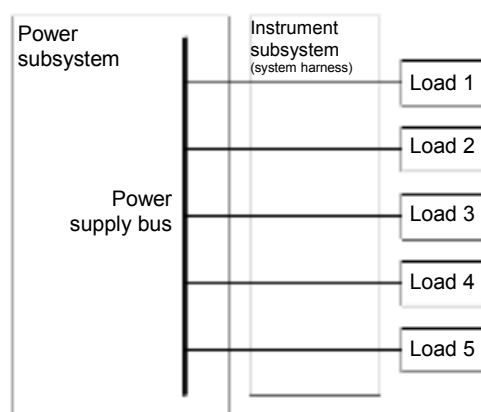 Power
subsystem
Instrument
subsystem
(system harness)
Load 1
Load 2
Power
supply bus
Load 3
Load 4
Load 5